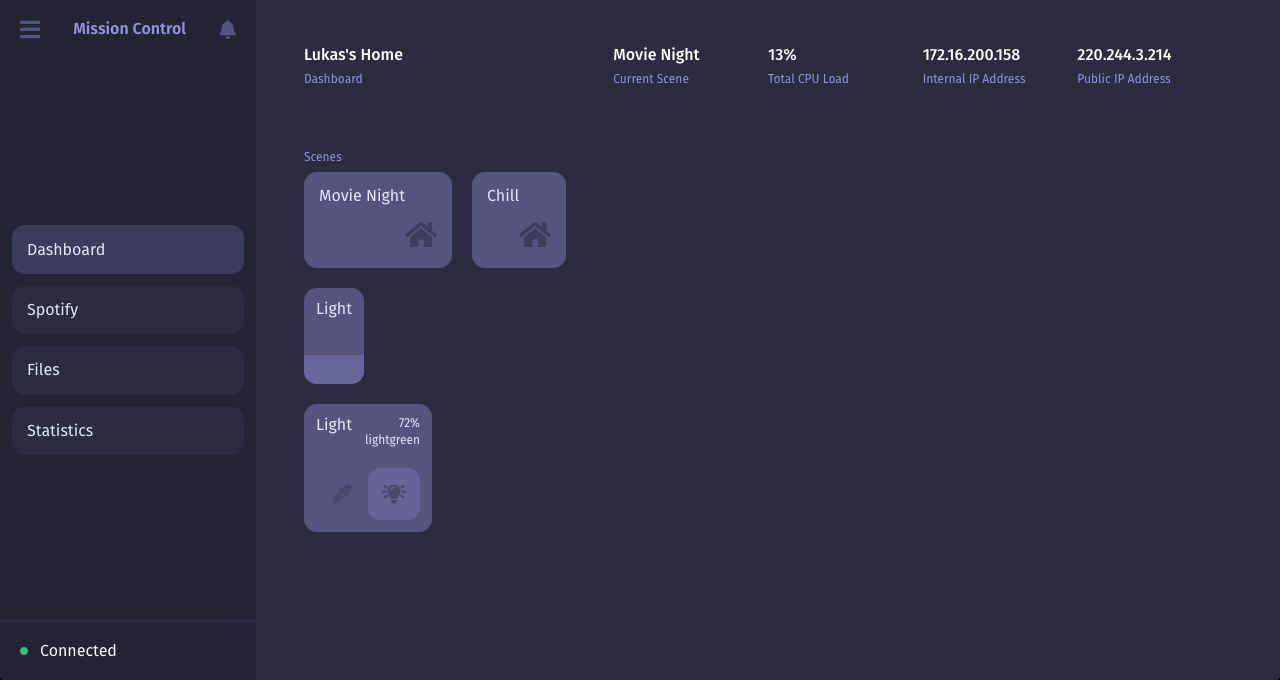 Mission Control
Dashboard
Spotify
Files
Statistics
Connected
Lukas's Home
Dashboard
Movie Night
Current Scene
13%
Total CPU Load
172.16.200.158
Internal IP Address
220.244.3.214
Public IP Address
Scenes
Movie Night
Chill
Light
Light
72%
lightgreen